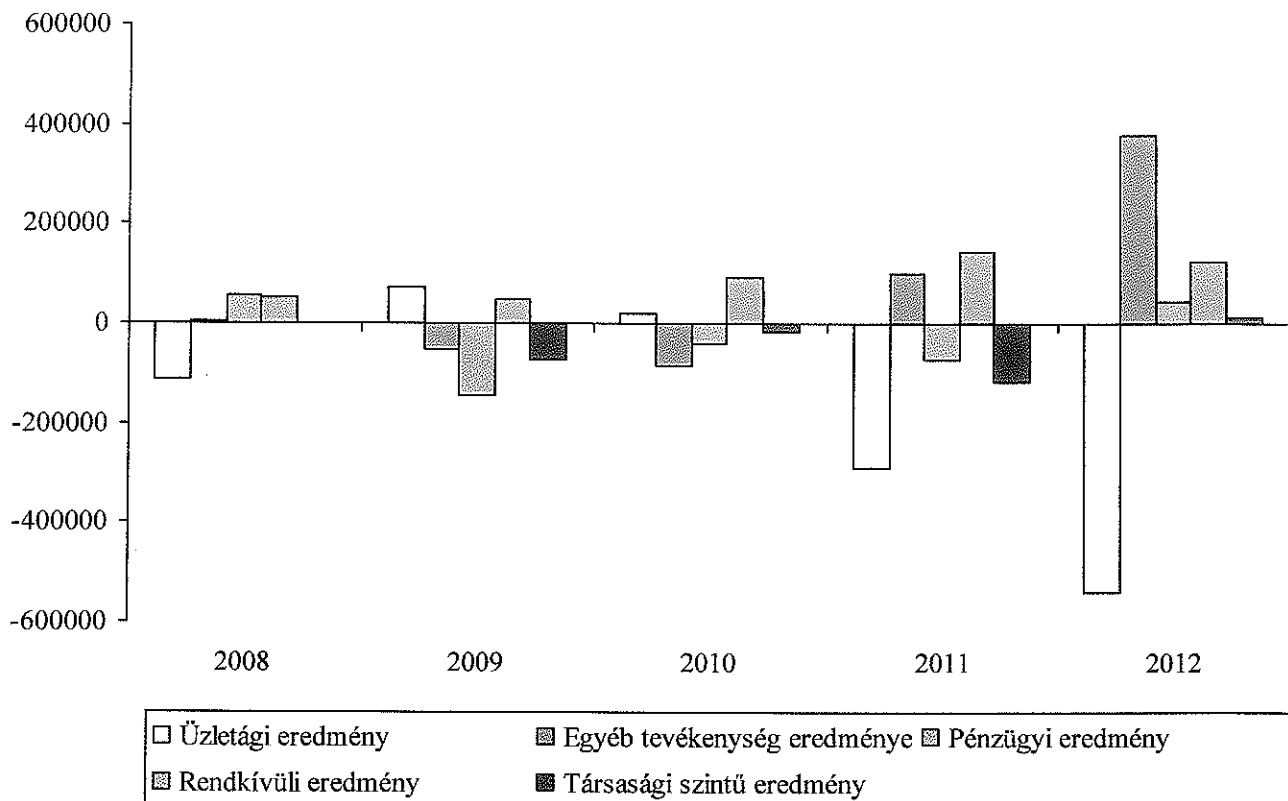 600000
400000
200000
0
-200000
-400000
-600000
2008 2009 2010 2011 2012
Üzletági eredmény Egyéb tevékenység eredménye Pénzügyi eredmény
Rendkívüli eredmény Társasági szintű eredmény